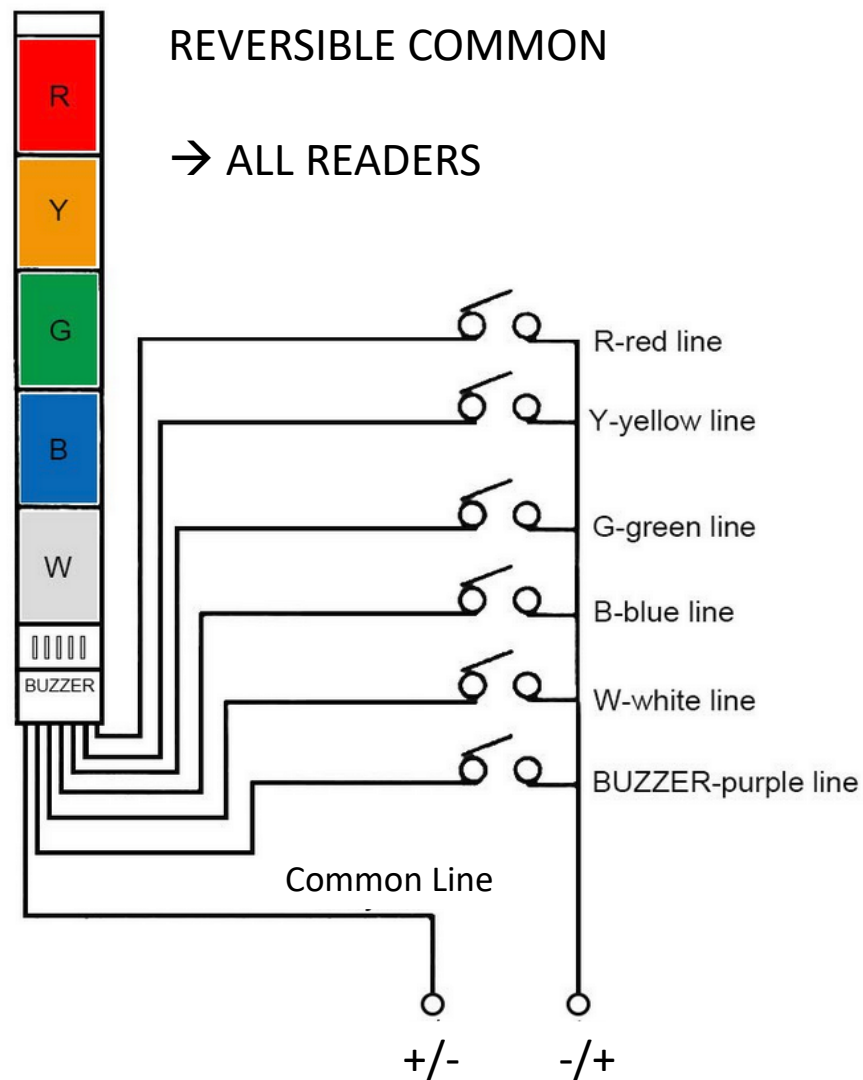 REVERSIBLE COMMON
→ ALL READERS
R
Y
G
B
W
BUZZER
R-red line
Y-yellow line
G-green line
B-blue line
W-white line
BUZZER-purple line
Common Line
+/-
-/+